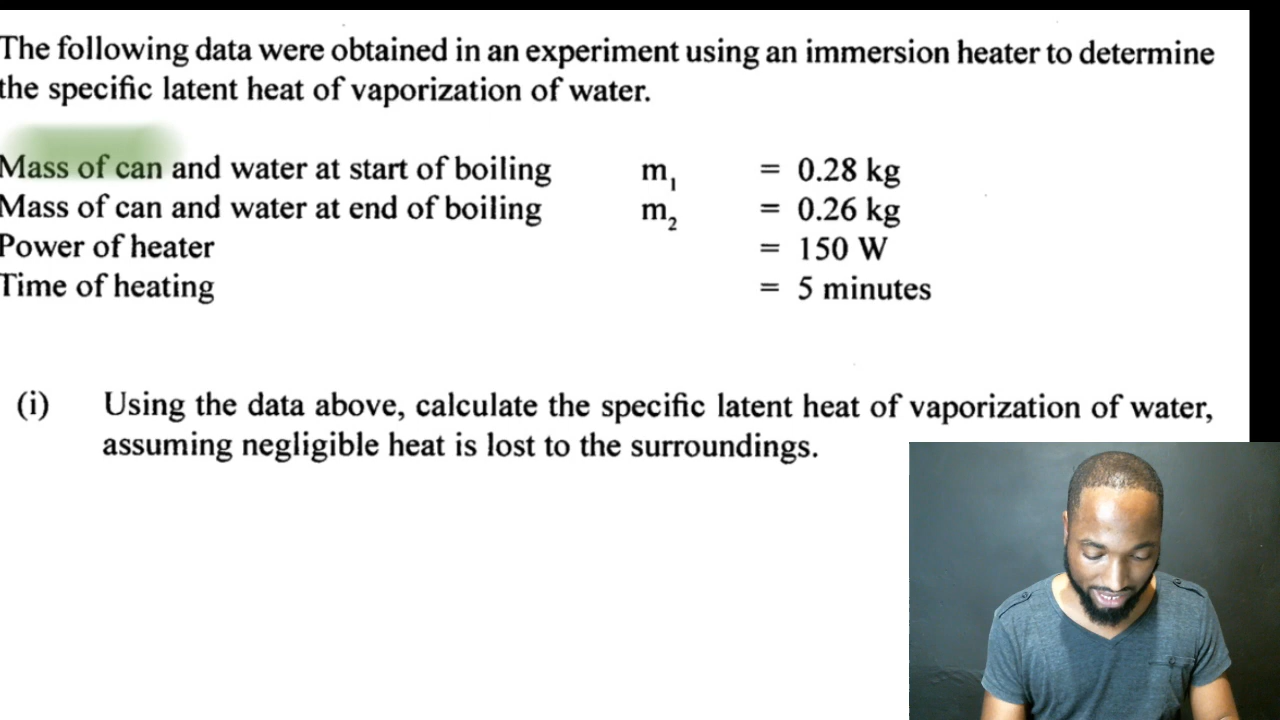 The following data were obtained in an experiment using an immersion heater to determine
the specific latent heat of vaporization of water.
Mass of can and water at start of boiling m₁ = 0.28 kg
Mass of can and water at end of boiling m₂ = 0.26 kg
Power of heater = 150 W
Time of heating = 5 minutes
(i) Using the data above, calculate the specific latent heat of vaporization of water,
assuming negligible heat is lost to the surroundings.